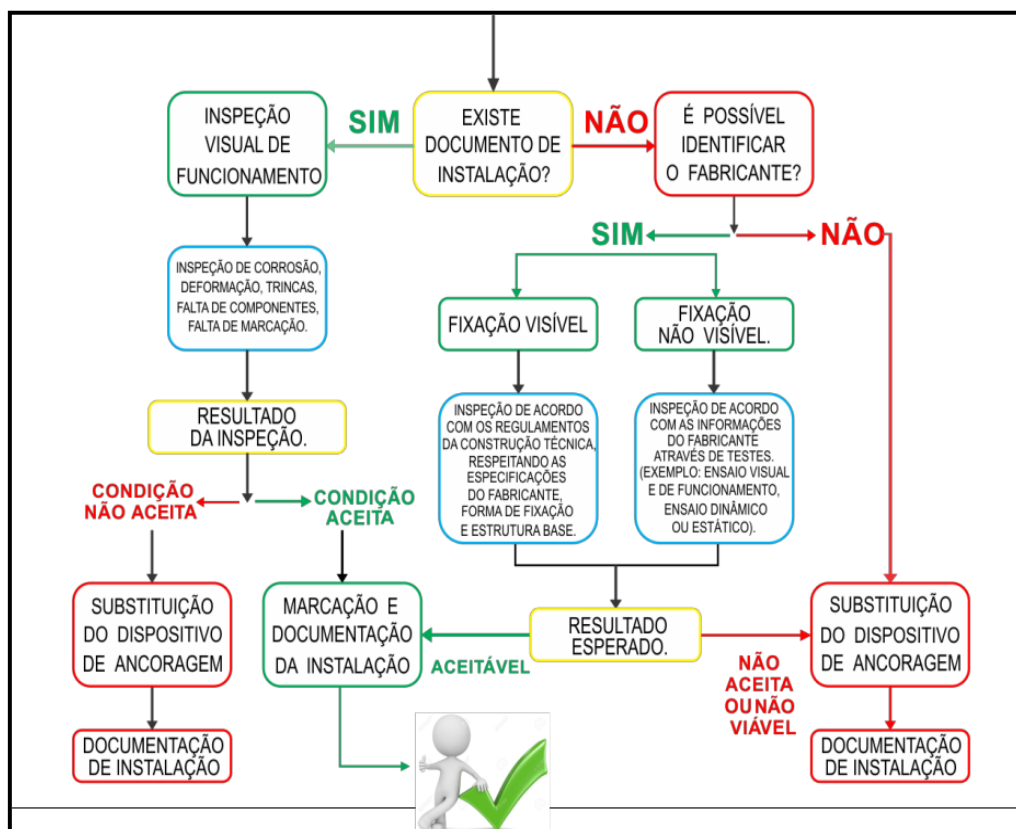 EXISTE
DOCUMENTO DE
INSTALAÇÃO?
SIM
NÃO
INSPEÇÃO
VISUAL DE
FUNCIONAMENTO
É POSSÍVEL
IDENTIFICAR
O FABRICANTE?
SIM
NÃO
INSPEÇÃO DE CORROSÃO,
DEFORMAÇÃO, TRINCAS,
FALTA DE COMPONENTES,
FALTA DE MARCAÇÃO.
FIXAÇÃO VISÍVEL
FIXAÇÃO
NÃO VISÍVEL.
RESULTADO
DA INSPEÇÃO.
INSPEÇÃO DE ACORDO
COM OS REGULAMENTOS
DA CONSTRUÇÃO TÉCNICA,
RESPEITANDO AS
ESPECIFICAÇÕES
DO FABRICANTE,
FORMA DE FIXAÇÃO
E ESTRUTURA BASE.
INSPEÇÃO DE ACORDO
COM AS INFORMAÇÕES
DO FABRICANTE
ATRAVÉS DE TESTES.
(EXEMPLO: ENSAIO VISUAL
E DE FUNCIONAMENTO,
ENSAIO DINÂMICO
OU ESTÁTICO).
CONDIÇÃO
NÃO ACEITA
CONDIÇÃO
ACEITA
SUBSTITUIÇÃO
DO DISPOSITIVO
DE ANCORAGEM
MARCAÇÃO E
DOCUMENTAÇÃO
DA INSTALAÇÃO
ACEITÁVEL
RESULTADO
ESPERADO.
NÃO
ACEITA
OU NÃO
VIÁVEL
SUBSTITUIÇÃO
DO DISPOSITIVO
DE ANCORAGEM
DOCUMENTAÇÃO
DE INSTALAÇÃO
DOCUMENTAÇÃO
DE INSTALAÇÃO